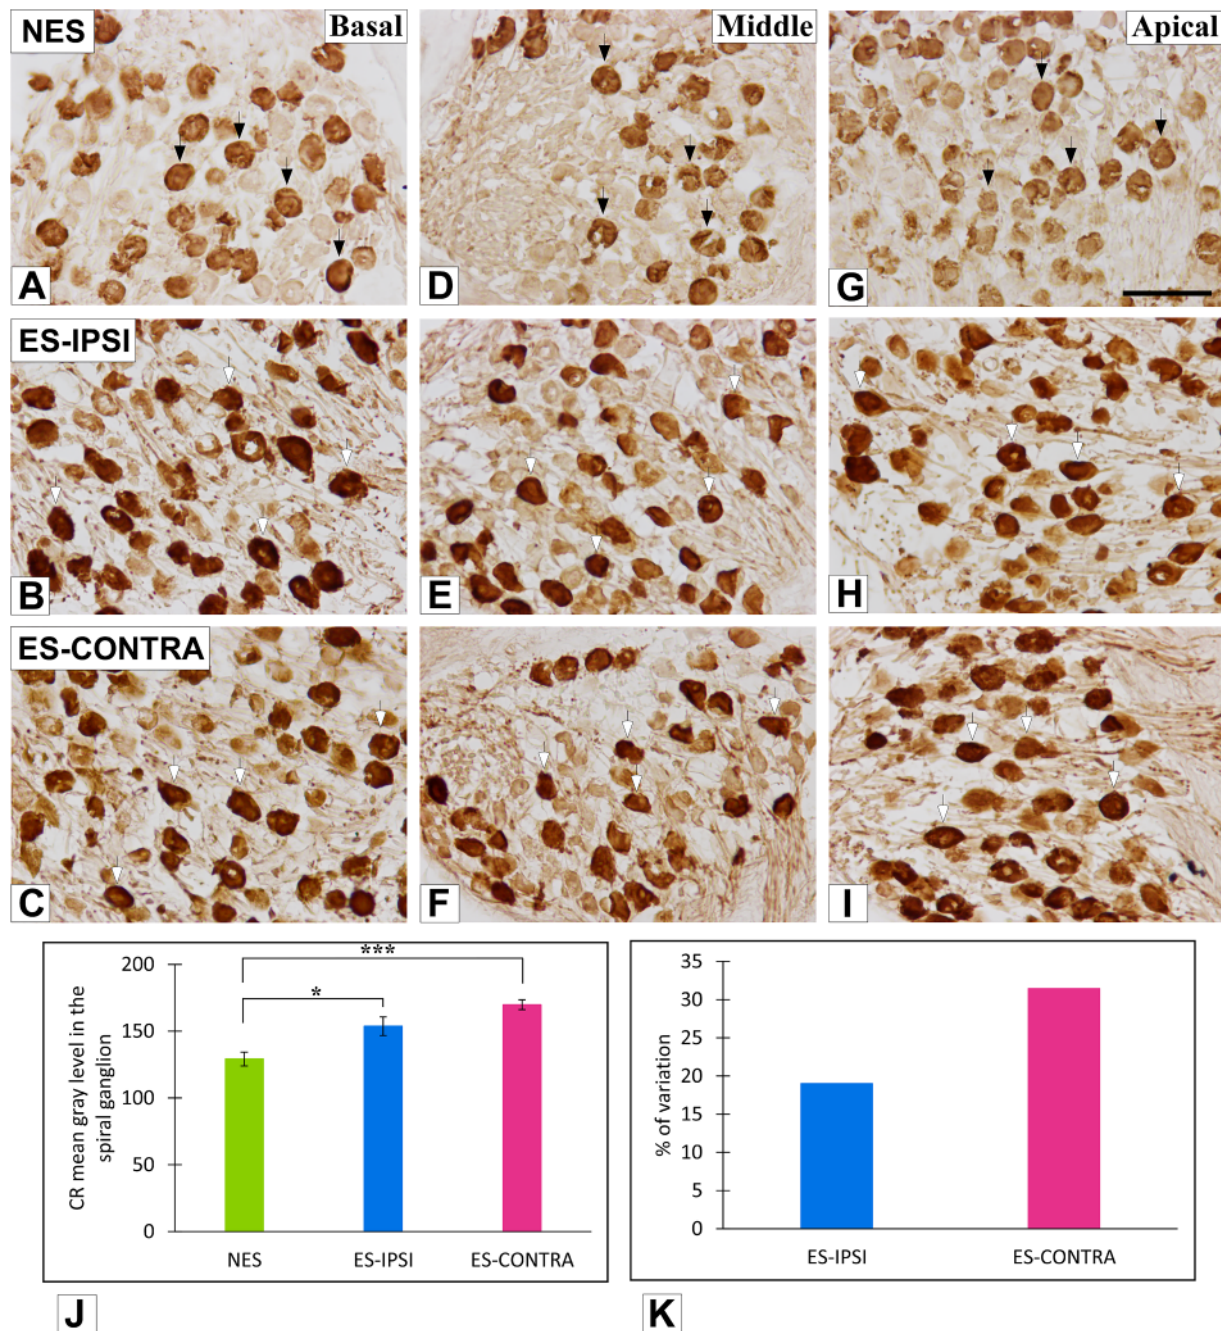 NES
Basal
Middle
Apical
A
D
G
ES-IPSI
B
E
H
ES-CONTRA
C
F
I
CR mean gray level in the
spiral ganglion
200
150
100
50
0
***
*
NES
ES-IPSI
ES-CONTRA
J
% of variation
35
30
25
20
15
10
5
0
ES-IPSI
ES-CONTRA
K